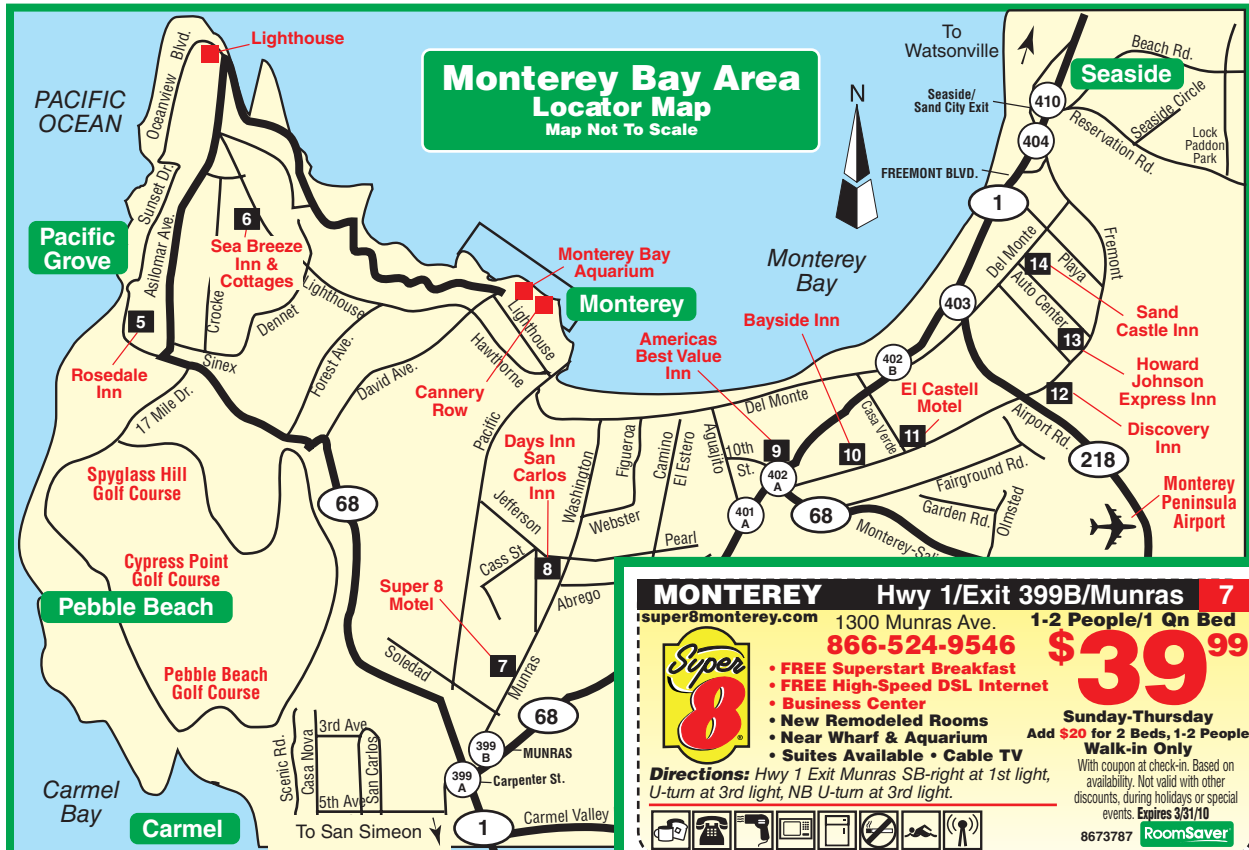 Monterey Bay Area
Locator Map
Map Not To Scale
Lighthouse
PACIFIC
OCEAN
Oceanview Blvd.
Sunset Dr.
Asilomar Ave.
Pacific
Grove
6
Sea Breeze
Inn &
Cottages
5
Rosedale
Inn
Crocke
Dennet
Lighthouse
Sinex
17 Mile Dr.
Forest Ave.
David Ave.
Monterey Bay
Aquarium
Monterey
Lighthouse
Hawthorne
Cannery
Row
Pacific
N
Monterey
Bay
To
Watsonville
Beach Rd.
Seaside
Seaside/
Sand City Exit
410
404
Reservation Rd.
Seaside Circle
Lock
Paddon
Park
FREEMONT BLVD.
1
Del Monte
Playa
Fremont
14
Auto Center
403
Sand
Castle Inn
13
Howard
Johnson
Express Inn
12
Discovery
Inn
Bayside Inn
Americas
Best Value
Inn
402
B
El Castell
Motel
Del Monte
Casa Verde
11
10
9
10th
St.
Aguajito
402
A
401
A
68
Airport Rd.
218
Fairground Rd.
Garden Rd.
Olmsted
Monterey-Sali
Monterey
Peninsula
Airport
Days Inn
San
Carlos
Inn
Washington
Figueroa
Camino
El Estero
Webster
Pearl
Jefferson
Cass St.
8
Abrego
Spyglass Hill
Golf Course
68
Cypress Point
Golf Course
Pebble Beach
Pebble Beach
Golf Course
Super 8
Motel
7
Soledad
Munras
68
399
B
MUNRAS
399
A
Carpenter St.
3rd Ave
Scenic Rd.
Casa Nova
San Carlos
5th Ave
Carmel
Bay
Carmel
To San Simeon
1
Carmel Valley
MONTEREY Hwy 1/Exit 399B/Munras 7
super8monterey.com
1300 Munras Ave.
866-524-9546
Super
8®
• FREE Superstart Breakfast
• FREE High-Speed DSL Internet
• Business Center
• New Remodeled Rooms
• Near Wharf & Aquarium
• Suites Available • Cable TV
Directions: Hwy 1 Exit Munras SB-right at 1st light,
U-turn at 3rd light, NB U-turn at 3rd light.
1-2 People/1 Qn Bed
$39 99
Sunday-Thursday
Add $20 for 2 Beds, 1-2 People
Walk-in Only
With coupon at check-in. Based on
availability. Not valid with other
discounts, during holidays or special
events. Expires 3/31/10
8673787 RoomSaver